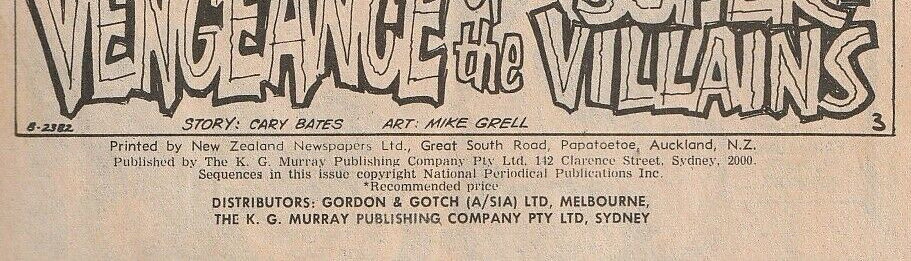 VENGEANCE of the SUPER-VILLAINS
B-2382 STORY: CARY BATES ART: MIKE GRELL 3
Printed by New Zealand Newspapers Ltd., Great South Road, Papatoetoe, Auckland, N.Z.
Published by The K. G. Murray Publishing Company Pty Ltd. 142 Clarence Street, Sydney, 2000.
Sequences in this issue copyright National Periodical Publications Inc.
*Recommended price
DISTRIBUTORS: GORDON & GOTCH (A/SIA) LTD, MELBOURNE,
THE K. G. MURRAY PUBLISHING COMPANY PTY LTD, SYDNEY